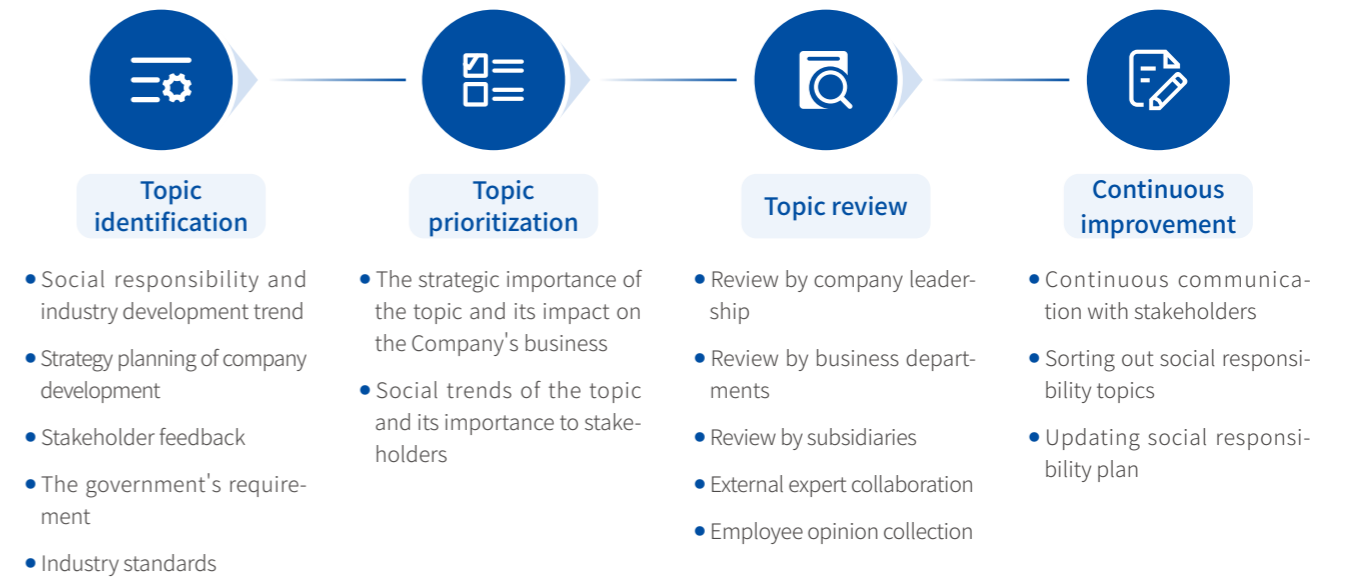 Topic
identification
Social responsibility and
industry development trend
Strategy planning of company
development
Stakeholder feedback
The government's require-
ment
Industry standards
Topic
prioritization
The strategic importance of
the topic and its impact on
the Company's business
Social trends of the topic
and its importance to stake-
holders
Topic review
Review by company leader-
ship
Review by business depart-
ments
Review by subsidiaries
External expert collaboration
Employee opinion collection
Continuous
improvement
Continuous communica-
tion with stakeholders
Sorting out social responsi-
bility topics
Updating social responsi-
bility plan